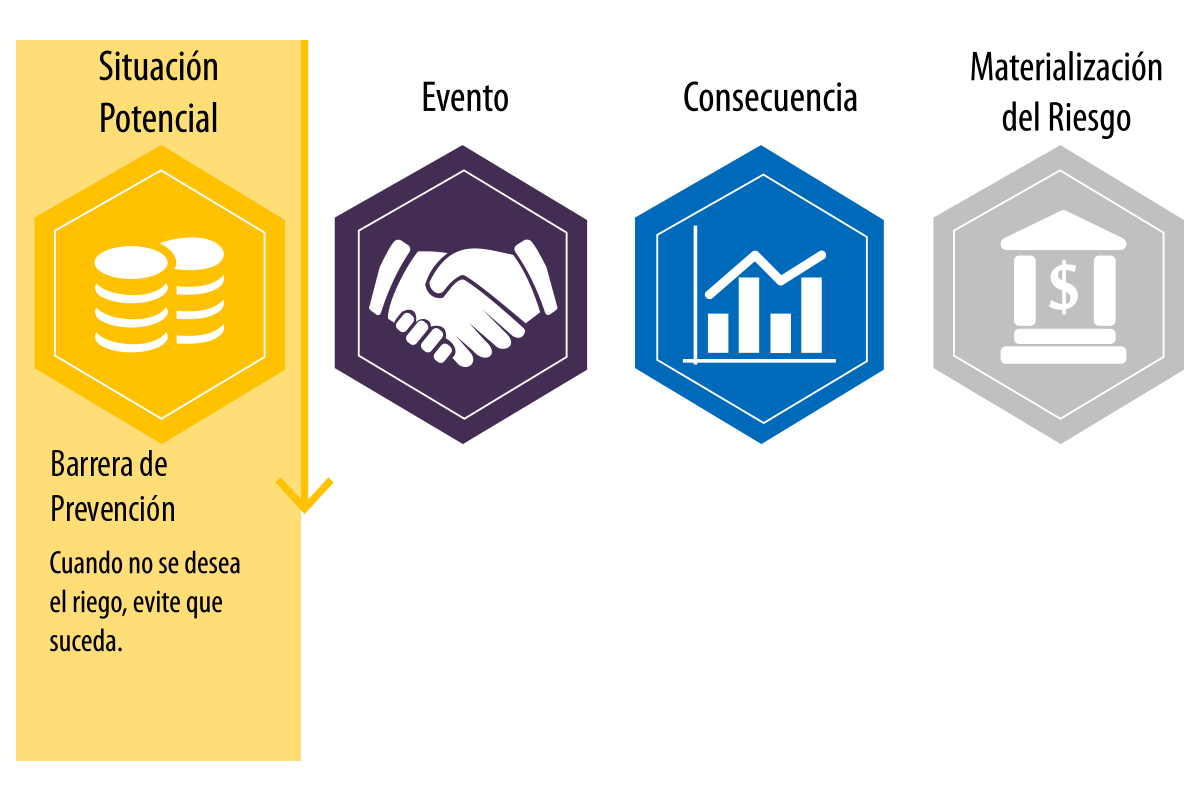 Situación
Potencial
Evento
Consecuencia
Materialización
del Riesgo
$
Barrera de
Prevención
Cuando no se desea
el riego, evite que
suceda.